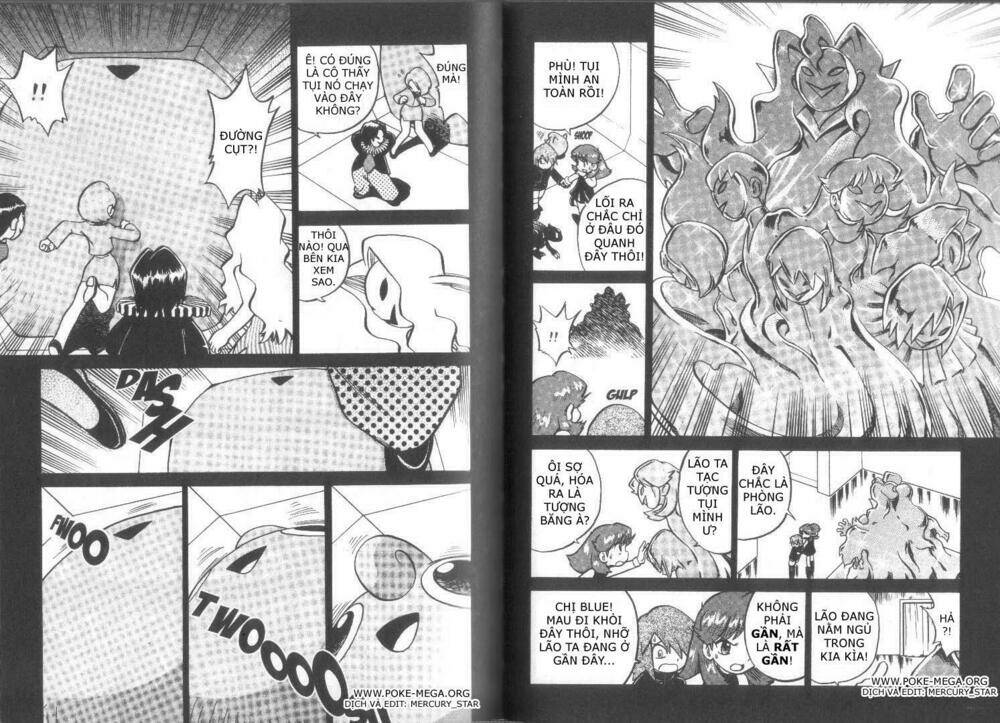 !!
ĐƯỜNG
CỤT?!
Ê! CÓ ĐÚNG
LÀ CÔ THẤY
TỤI NÓ CHẠY
VÀO ĐÂY
KHÔNG?
ĐÚNG
MÀ!
THÔI
NÀO! QUA
BÊN KIA
XEM
SAO.
DASH
FWOO
TWOOOO
WWW.POKE-MEGA.ORG
DỊCH VÀ EDIT: MERCURY_STAR
PHÙ! TỤI
MÌNH AN
TOÀN RỒI!
SHOOP
LỐI RA
CHẮC CHỈ
Ở ĐÂU ĐÓ
QUANH
ĐÂY THÔI!
!!
GULP
ÔI SỢ
QUÁ, HÓA
RA LÀ
TƯỢNG
BĂNG À?
LÃO TA
TẠC
TƯỢNG
TỤI MÌNH
Ư?
ĐÂY
CHẮC LÀ
PHÒNG
LÃO.
CHỊ BLUE!
MAU ĐI KHỎI
ĐÂY THÔI, NHỠ
LÃO TA ĐANG Ở
GẦN ĐÂY...
KHÔNG
PHẢI
GẦN, MÀ
LÀ RẤT
GẦN!
LÃO ĐANG
NẰM NGỦ
TRONG
KIA KÌA!
HẢ
?!
WWW.POKE-MEGA.ORG
DỊCH VÀ EDIT: MERCURY_STAR